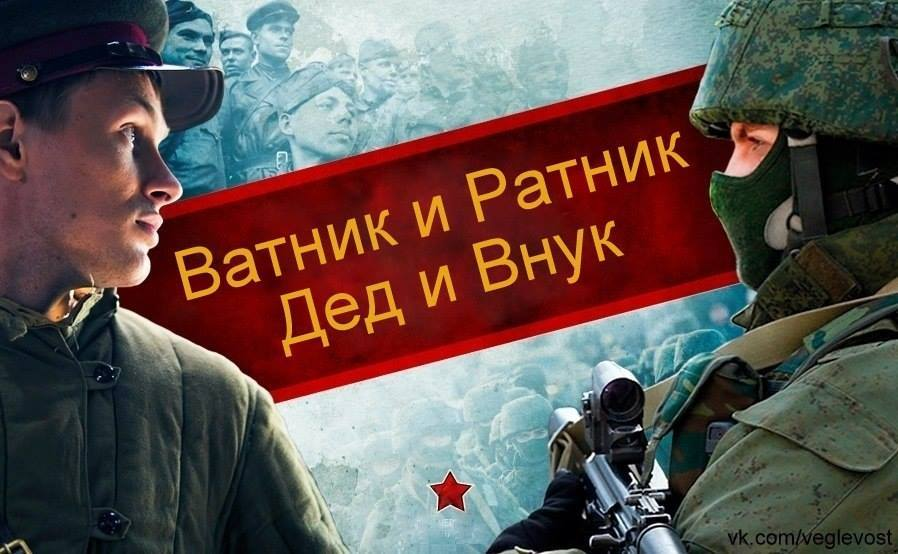 Ватник и Ратник
Дед и Внук
vk.com/veglevost